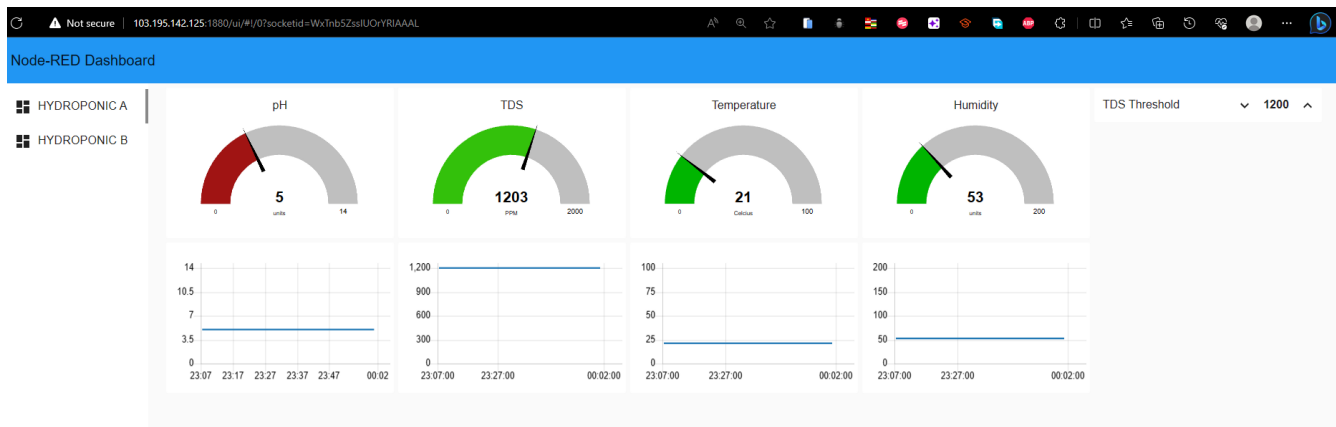 Not secure
103.195.142.125:1880/ui/#!/0?socketid=WxTnb5ZssIUOrYRIAAAL
Node-RED Dashboard
HYDROPONIC A
HYDROPONIC B
pH
5
units
0
14
TDS
1203
PPM
0
2000
Temperature
21
Celcius
0
100
Humidity
53
units
0
200
TDS Threshold
1200
14
10.5
7
3.5
0
23:07 23:17 23:27 23:37 23:47 00:02
1,200
900
600
300
0
23:07:00 23:27:00 00:02:00
100
75
50
25
0
23:07:00 23:27:00 00:02:00
200
150
100
50
0
23:07:00 23:27:00 00:02:00